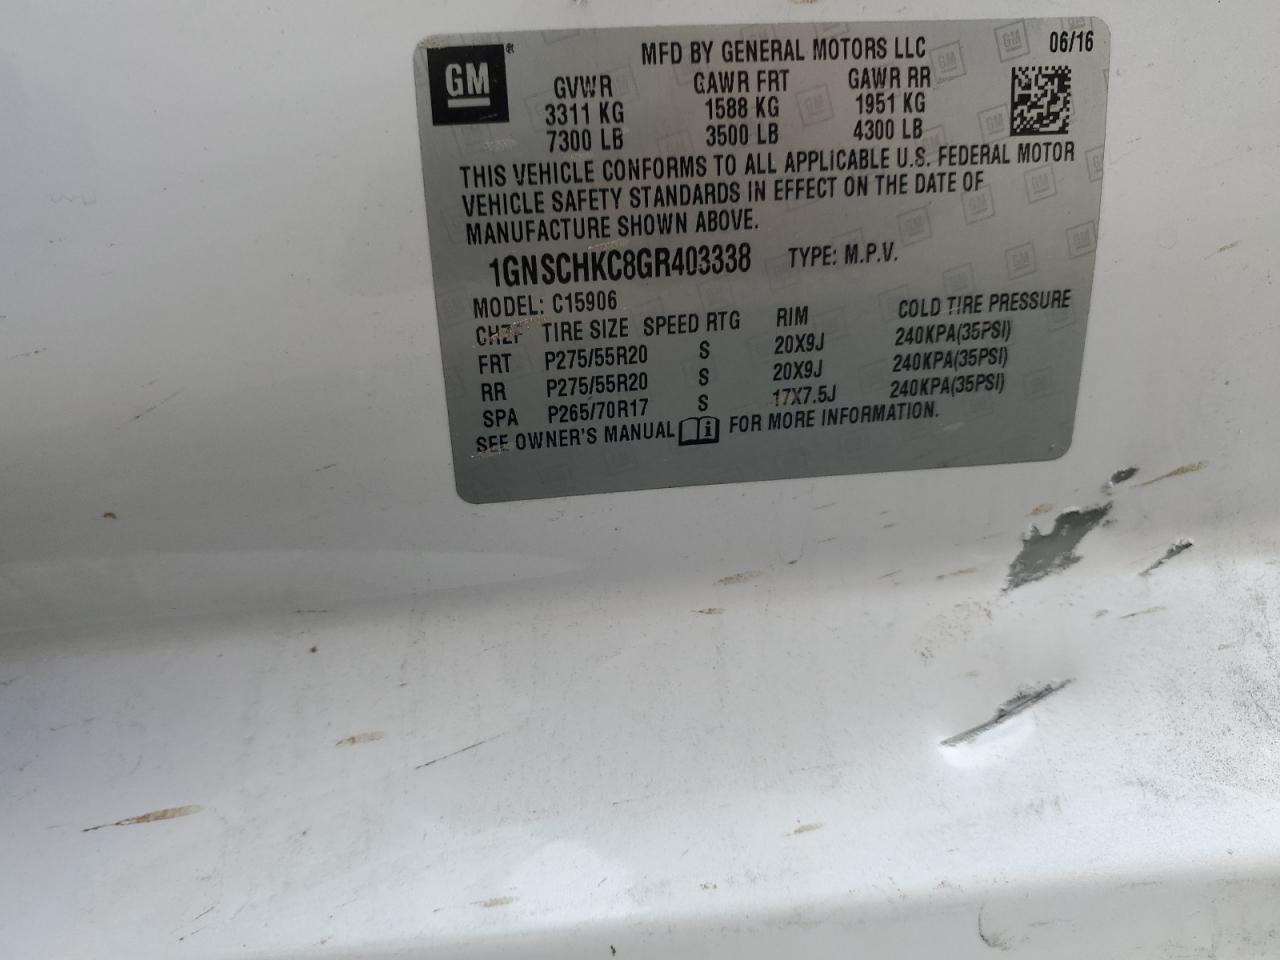 GM®
MFD BY GENERAL MOTORS LLC 06/16
GVWR GAWR FRT GAWR RR
3311 KG 1588 KG 1951 KG
7300 LB 3500 LB 4300 LB
THIS VEHICLE CONFORMS TO ALL APPLICABLE U.S. FEDERAL MOTOR
VEHICLE SAFETY STANDARDS IN EFFECT ON THE DATE OF
MANUFACTURE SHOWN ABOVE.
1GNSCHKC8GR403338 TYPE: M.P.V.
MODEL: C15906
TIRE SIZE SPEED RTG RIM COLD TIRE PRESSURE
FRT P275/55R20 S 20X9J 240KPA(35PSI)
RR P275/55R20 S 20X9J 240KPA(35PSI)
SPA P265/70R17 S 17X7.5J 240KPA(35PSI)
SEE OWNER'S MANUAL FOR MORE INFORMATION.